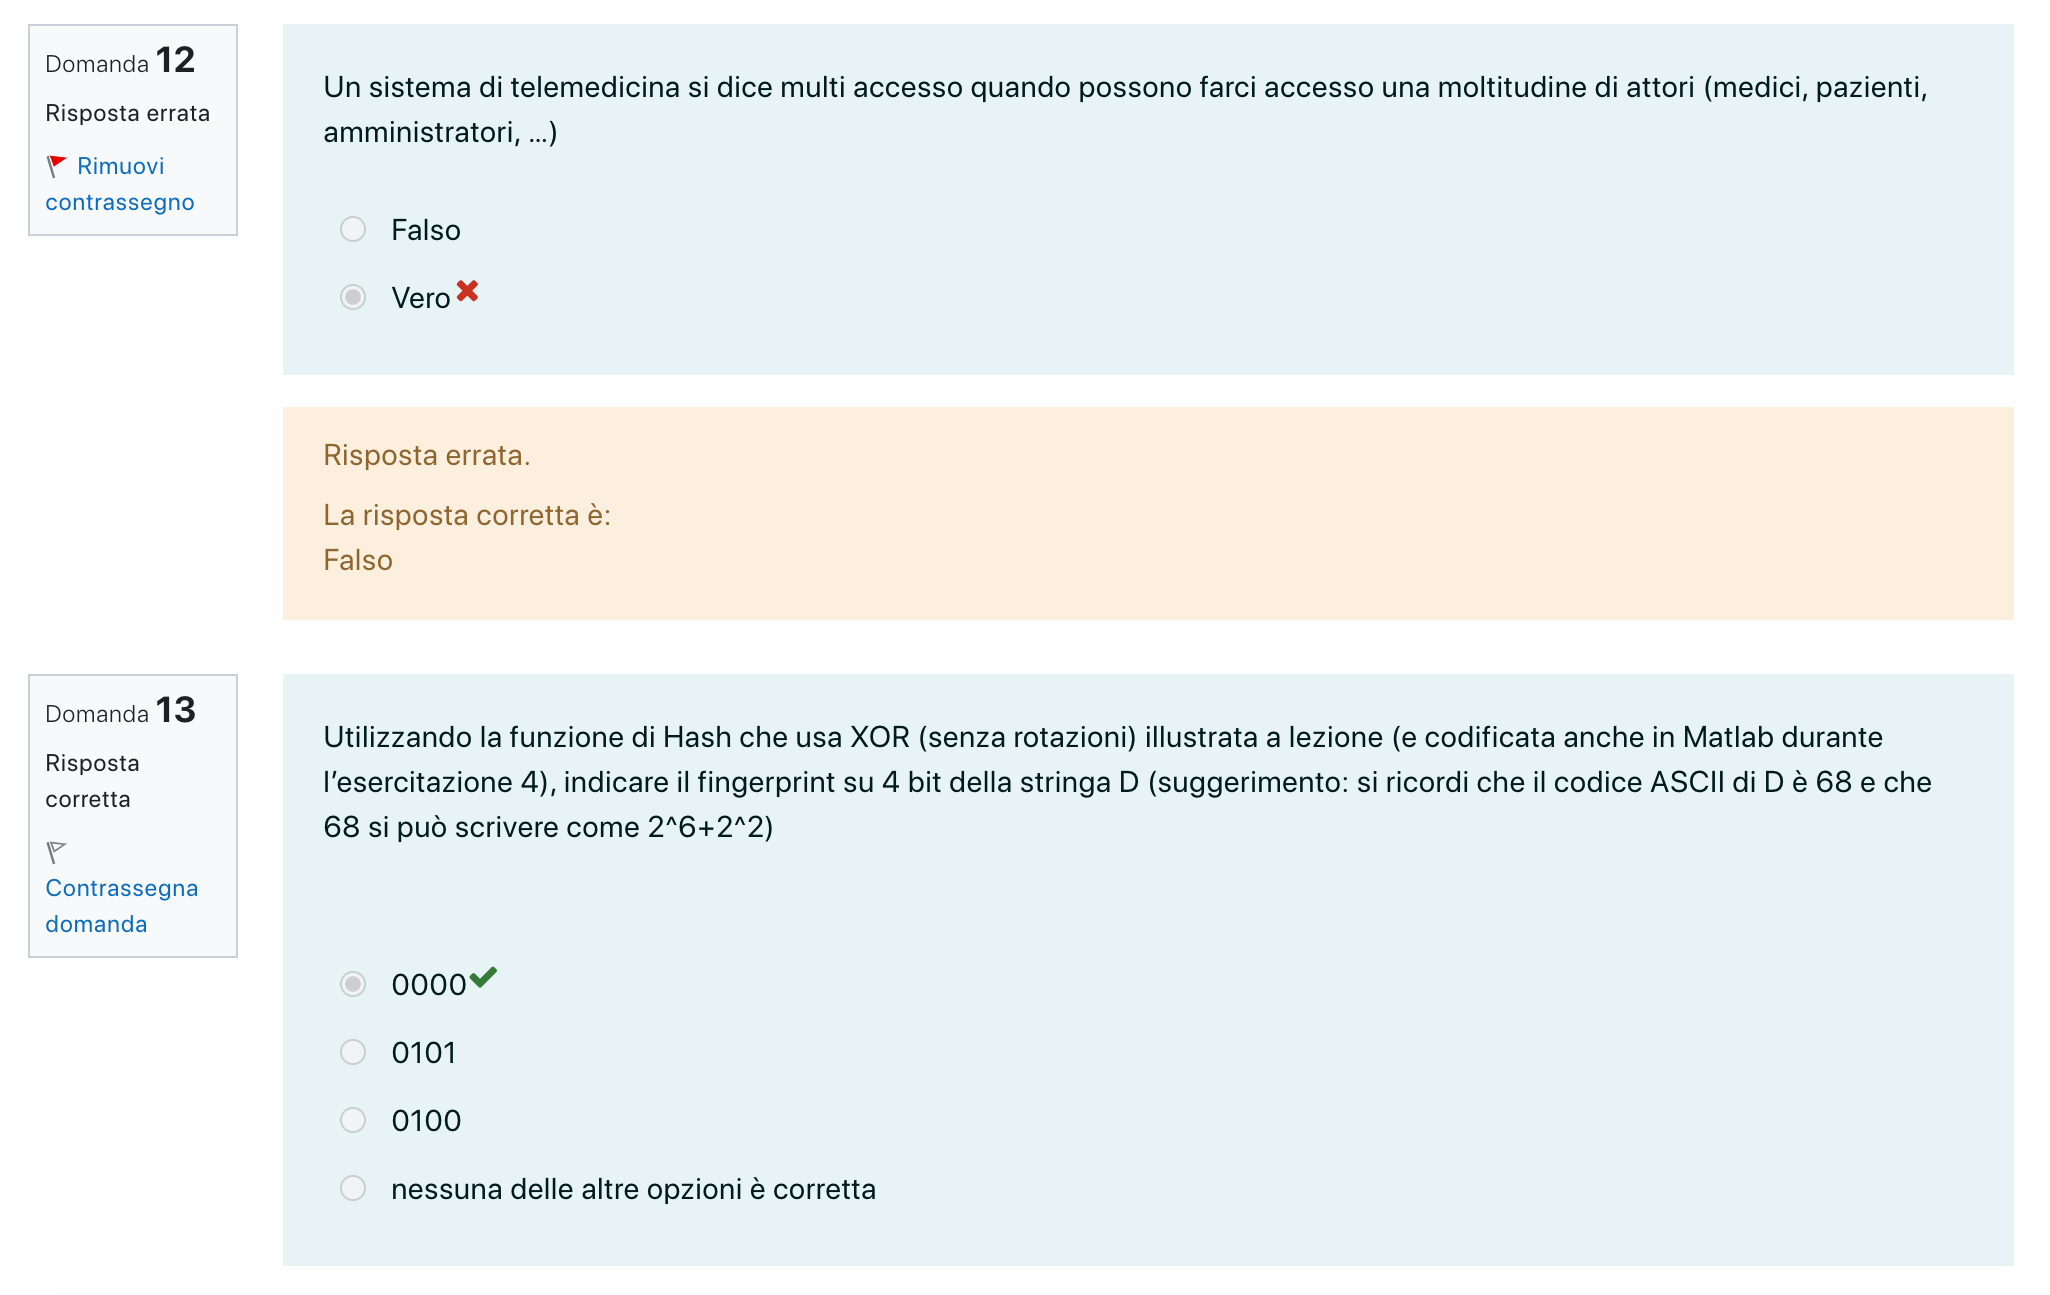 Domanda 12
Risposta errata
Rimuovi
contrassegno
Un sistema di telemedicina si dice multi accesso quando possono farci accesso una moltitudine di attori (medici, pazienti,
amministratori, ...)
Falso
Vero
Risposta errata.
La risposta corretta è:
Falso
Domanda 13
Risposta
corretta
Contrassegna
domanda
Utilizzando la funzione di Hash che usa XOR (senza rotazioni) illustrata a lezione (e codificata anche in Matlab durante
l’esercitazione 4), indicare il fingerprint su 4 bit della stringa D (suggerimento: si ricordi che il codice ASCII di D è 68 e che
68 si può scrivere come 2^6+2^2)
0000
0101
0100
nessuna delle altre opzioni è corretta